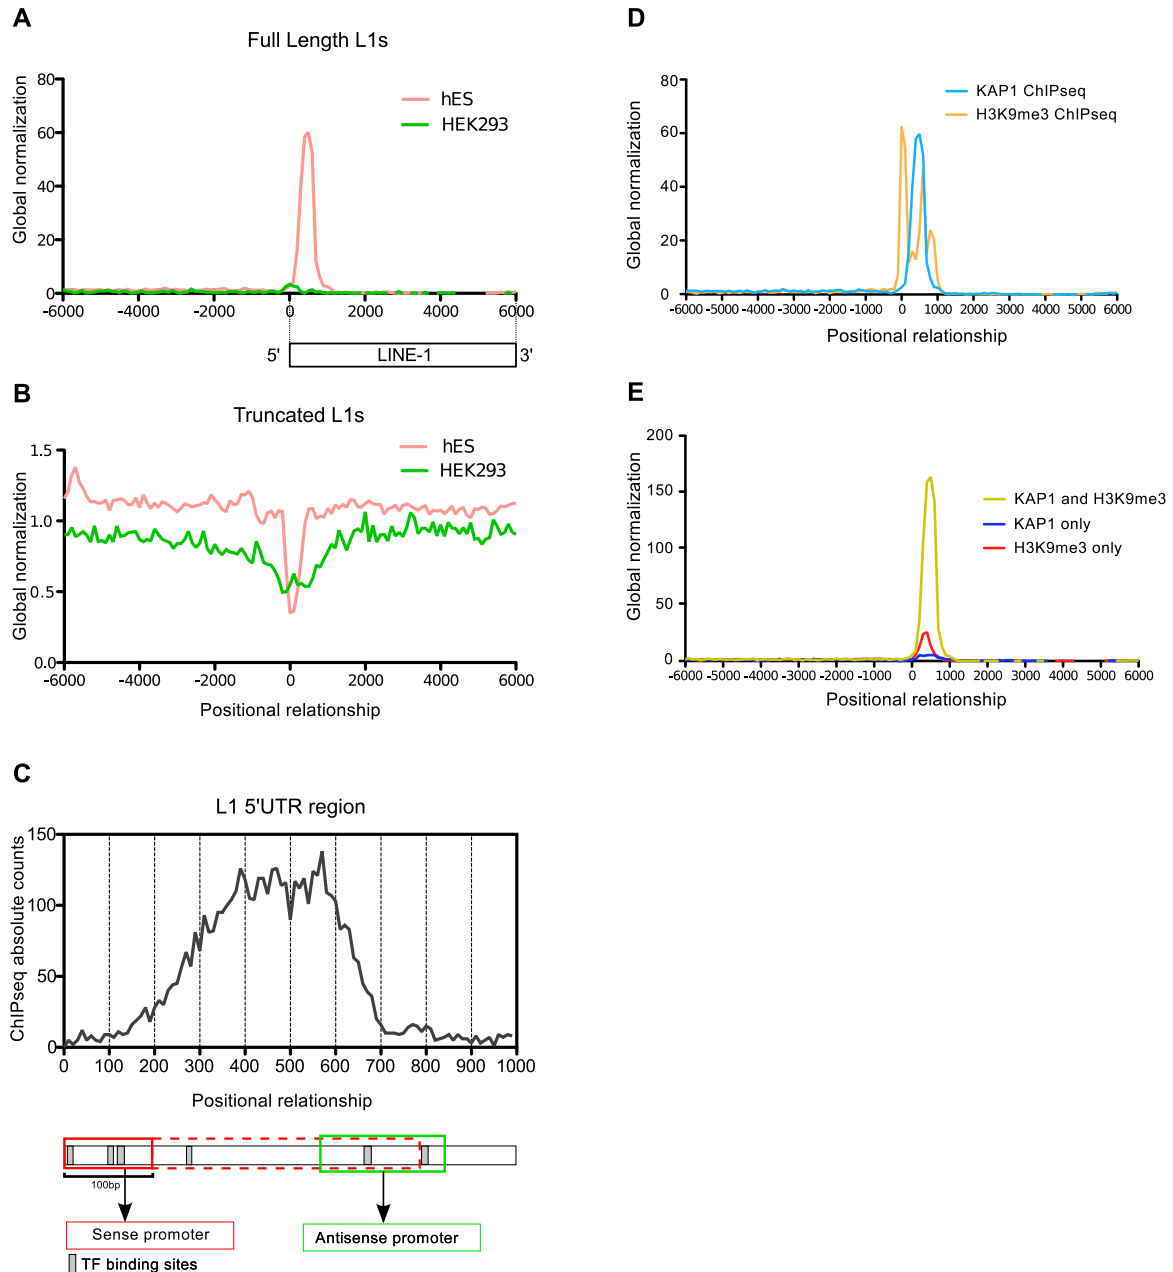 A
Full Length L1s
Global normalization
80
60
40
20
0
hES
HEK293
-6000 -4000 -2000 0 2000 4000 6000
5' LINE-1 3'
B
Truncated L1s
Global normalization
1.5
1.0
0.5
0.0
hES
HEK293
-6000 -4000 -2000 0 2000 4000 6000
Positional relationship
C
L1 5'UTR region
ChIPseq absolute counts
150
100
50
0
0 100 200 300 400 500 600 700 800 900 1000
Positional relationship
100bp
Sense promoter
Antisense promoter
TF binding sites
D
Global normalization
80
60
40
20
0
KAP1 ChIPseq
H3K9me3 ChIPseq
-6000 -5000 -4000 -3000 -2000 -1000 0 1000 2000 3000 4000 5000 6000
Positional relationship
E
Global normalization
200
150
100
50
0
KAP1 and H3K9me3
KAP1 only
H3K9me3 only
-6000 -5000 -4000 -3000 -2000 -1000 0 1000 2000 3000 4000 5000 6000
Positional relationship